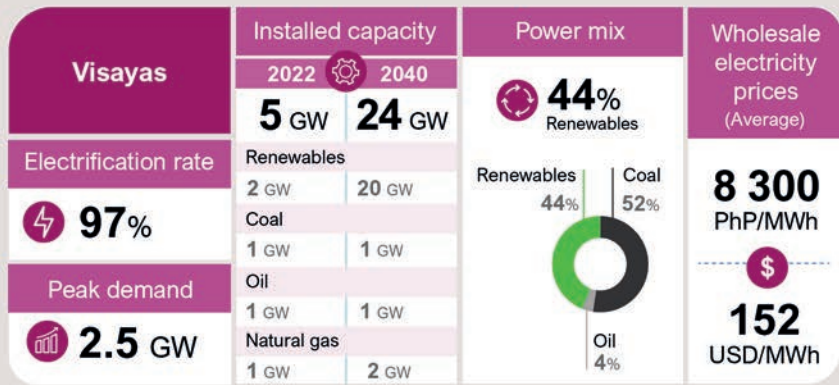 Visayas
Electrification rate
97%
Peak demand
2.5 GW
Installed capacity
2022 2040
5 GW 24 GW
Renewables
2 GW 20 GW
Coal
1 GW 1 GW
Oil
1 GW 1 GW
Natural gas
1 GW 2 GW
Power mix
44%
Renewables
Renewables Coal
44% 52%
Oil
4%
Wholesale
electricity
prices
(Average)
8 300
PhP/MWh
$
152
USD/MWh